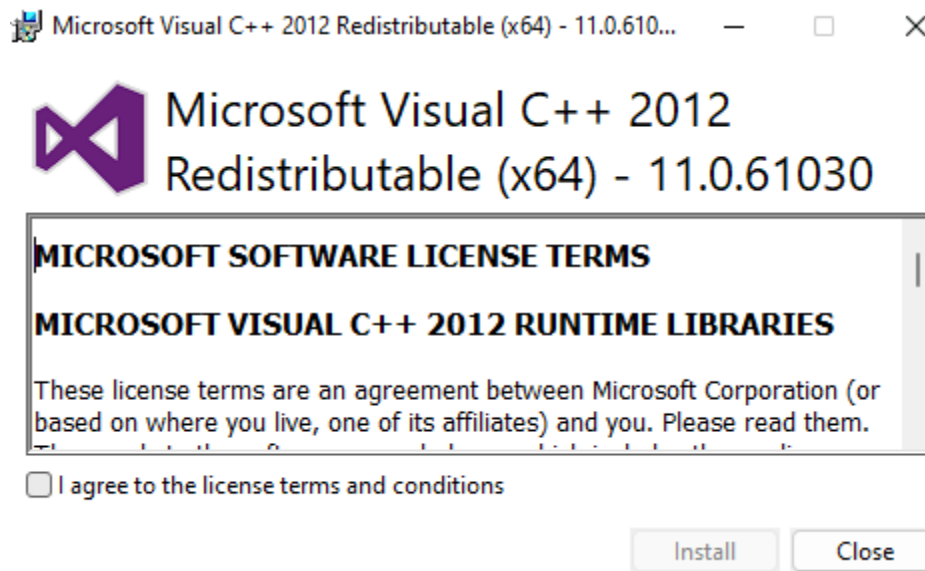 Microsoft Visual C++ 2012 Redistributable (x64) - 11.0.610...
Microsoft Visual C++ 2012
Redistributable (x64) - 11.0.61030
MICROSOFT SOFTWARE LICENSE TERMS
MICROSOFT VISUAL C++ 2012 RUNTIME LIBRARIES
These license terms are an agreement between Microsoft Corporation (or
based on where you live, one of its affiliates) and you. Please read them.
I agree to the license terms and conditions
Install
Close